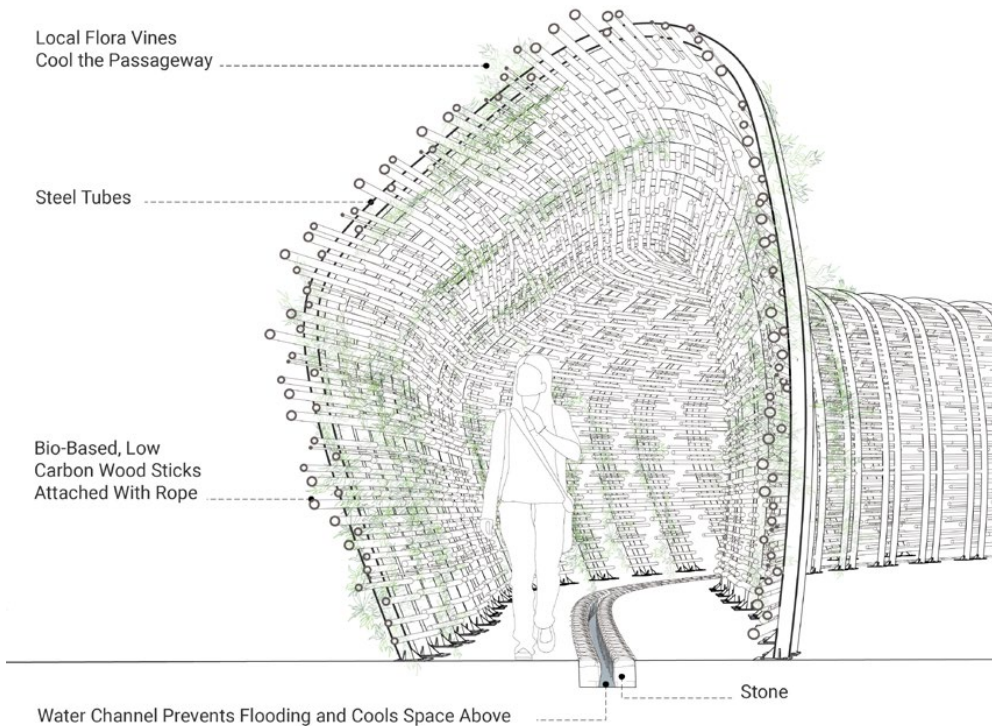 Local Flora Vines
Cool the Passageway
Steel Tubes
Bio-Based, Low
Carbon Wood Sticks
Attached With Rope
Stone
Water Channel Prevents Flooding and Cools Space Above